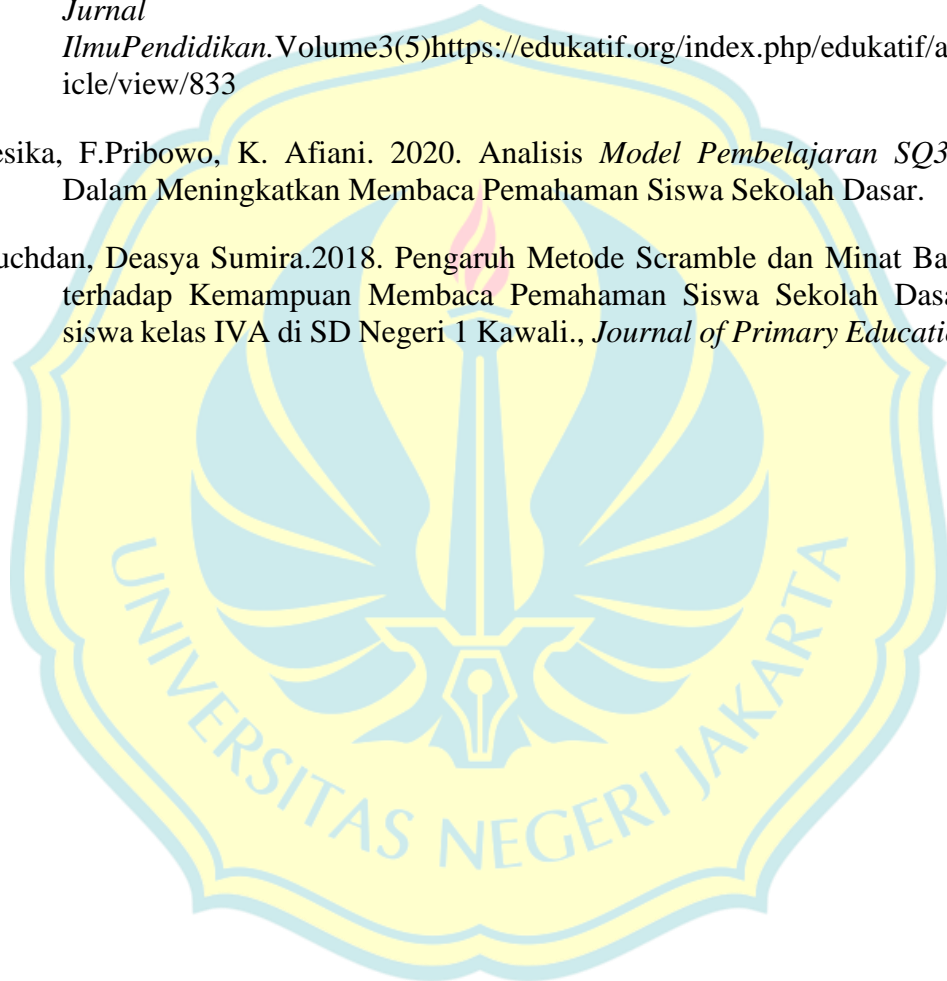 Jurnal
IlmuPendidikan.Volume3(5)https://edukatif.org/index.php/edukatif/a
icle/view/833
esika, F.Pribowo, K. Afiani. 2020. Analisis Model Pembelajaran SQ3
Dalam Meningkatkan Membaca Pemahaman Siswa Sekolah Dasar.
uchdan, Deasya Sumira.2018. Pengaruh Metode Scramble dan Minat Ba
terhadap Kemampuan Membaca Pemahaman Siswa Sekolah Dasa
siswa kelas IVA di SD Negeri 1 Kawali., Journal of Primary Educatio
UNIVERSITAS NEGERI JAKARTA